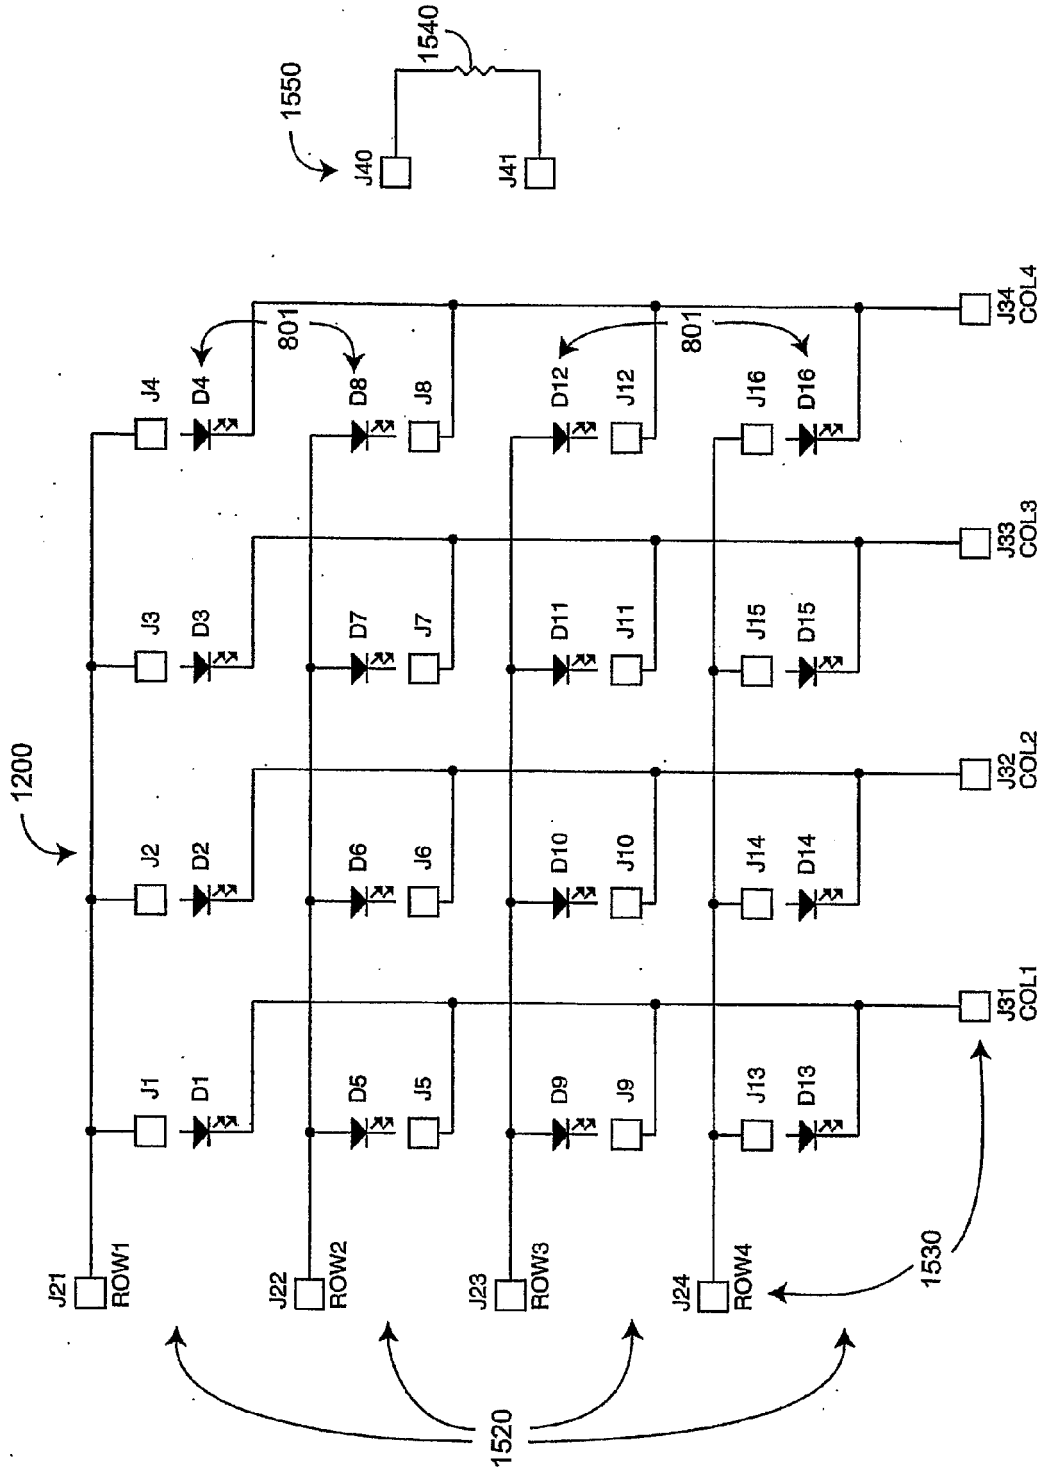 1200
J21
ROW1
J1 J2 J3 J4
D1 D2 D3 D4
J22
801
1550
ROW2
D5 D6 D7 D8
J40
J5 J6 J7 J8
1540
J23
1520
J41
ROW3
D9 D10 D11 D12
J9 J10 J11 J12
J24
801
ROW4
J13 J14 J15 J16
D13 D14 D15 D16
1530
J31 J32 J33 J34
COL1 COL2 COL3 COL4